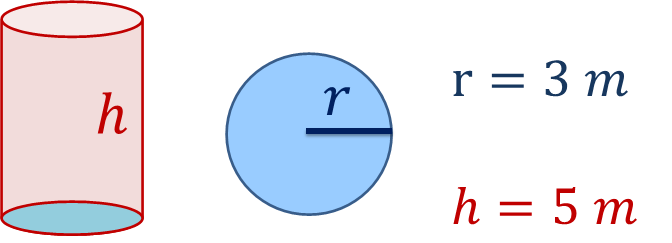 h
r
r = 3 m
h = 5 m